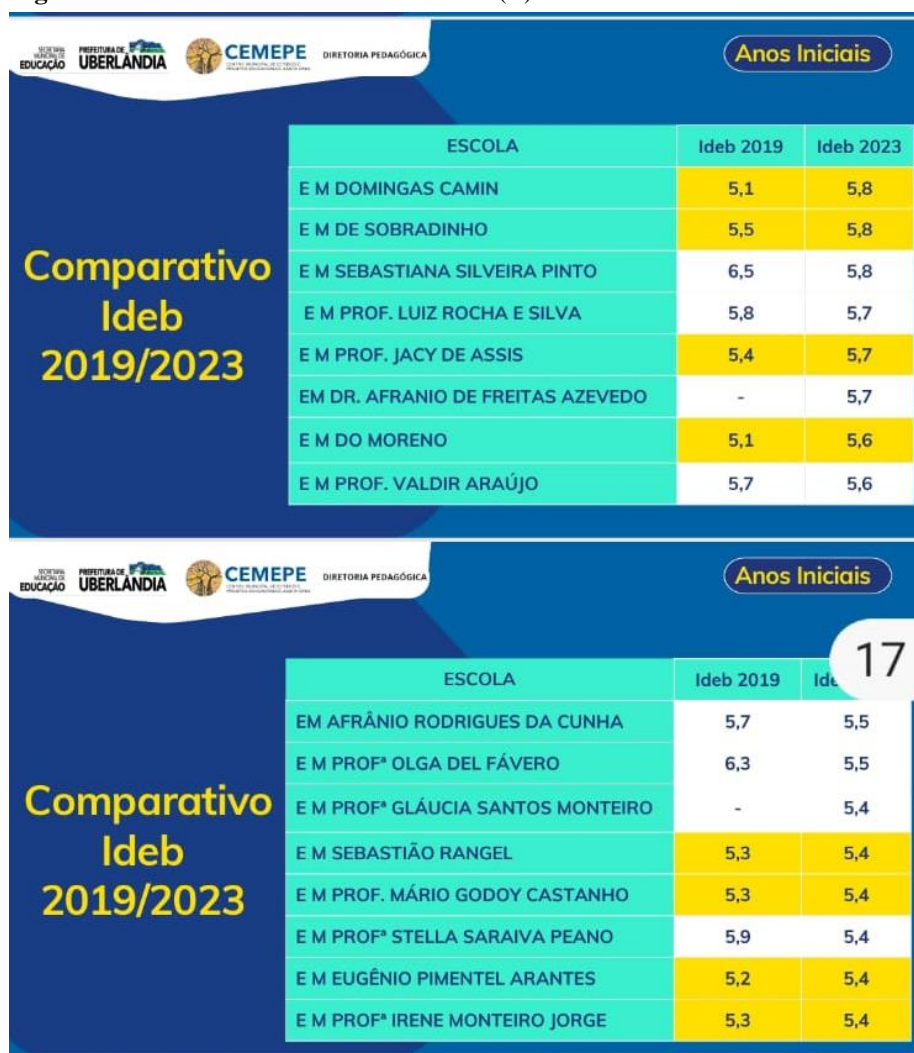 SECRETARIA
MUNICIPAL DE
EDUCAÇÃO
PREFEITURA DE
UBERLÂNDIA
CEMEPE
DIRETORIA PEDAGÓGICA
Anos Iniciais
Comparativo
Ideb
2019/2023
ESCOLA Ideb 2019 Ideb 2023
E M DOMINGAS CAMIN 5,1 5,8
E M DE SOBRADINHO 5,5 5,8
E M SEBASTIANA SILVEIRA PINTO 6,5 5,8
E M PROF. LUIZ ROCHA E SILVA 5,8 5,7
E M PROF. JACY DE ASSIS 5,4 5,7
EM DR. AFRANIO DE FREITAS AZEVEDO - 5,7
E M DO MORENO 5,1 5,6
E M PROF. VALDIR ARAÚJO 5,7 5,6
SECRETARIA
MUNICIPAL DE
EDUCAÇÃO
PREFEITURA DE
UBERLÂNDIA
CEMEPE
DIRETORIA PEDAGÓGICA
Anos Iniciais
17
Comparativo
Ideb
2019/2023
ESCOLA Ideb 2019
EM AFRÂNIO RODRIGUES DA CUNHA 5,7 5,5
E M PROFª OLGA DEL FÁVERO 6,3 5,5
E M PROFª GLÁUCIA SANTOS MONTEIRO - 5,4
E M SEBASTIÃO RANGEL 5,3 5,4
E M PROF. MÁRIO GODOY CASTANHO 5,3 5,4
E M PROFª STELLA SARAIVA PEANO 5,9 5,4
E M EUGÊNIO PIMENTEL ARANTES 5,2 5,4
E M PROFª IRENE MONTEIRO JORGE 5,3 5,4